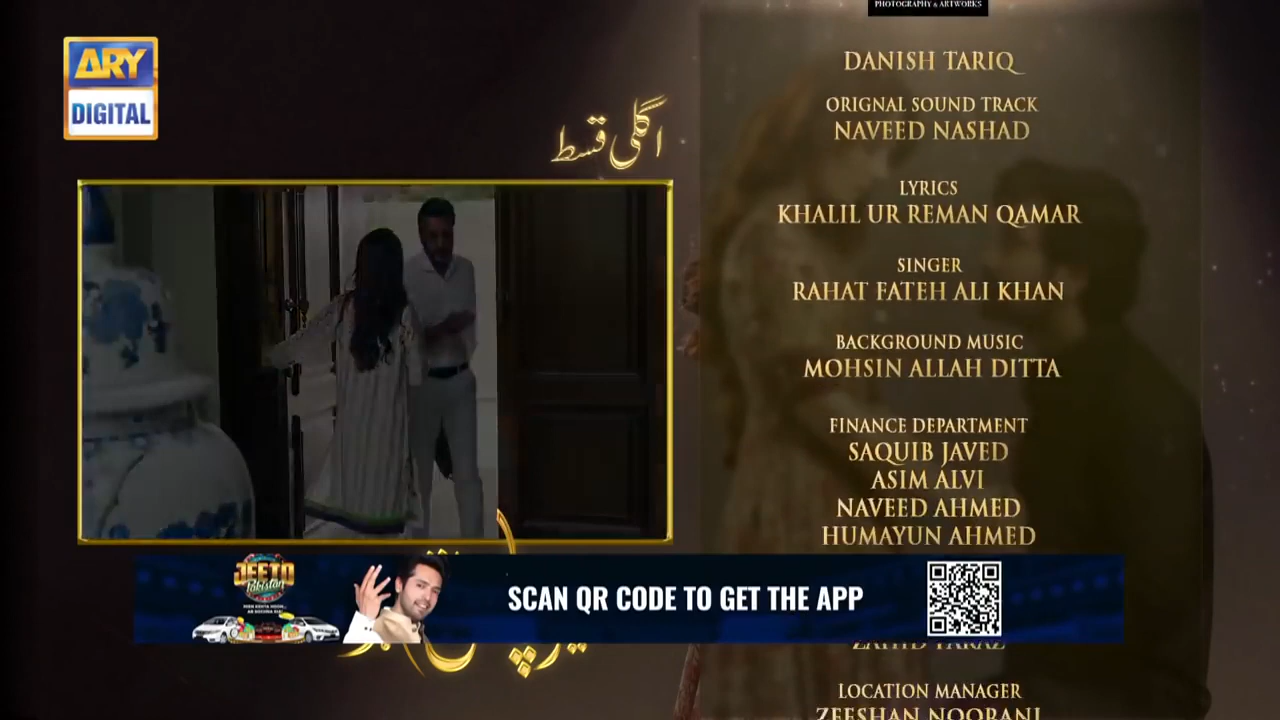 PHOTOGRAPHY & ARTWORKS
ARY
DIGITAL
اگلی قسط
DANISH TARIQ
ORIGNAL SOUND TRACK
NAVEED NASHAD
LYRICS
KHALIL UR REMAN QAMAR
SINGER
RAHAT FATEH ALI KHAN
BACKGROUND MUSIC
MOHSIN ALLAH DITTA
FINANCE DEPARTMENT
SAQUIB JAVED
ASIM ALVI
NAVEED AHMED
HUMAYUN AHMED
JEETO
Pakistan
SCAN QR CODE TO GET THE APP
LOCATION MANAGER
ZEESHAN NOORANI